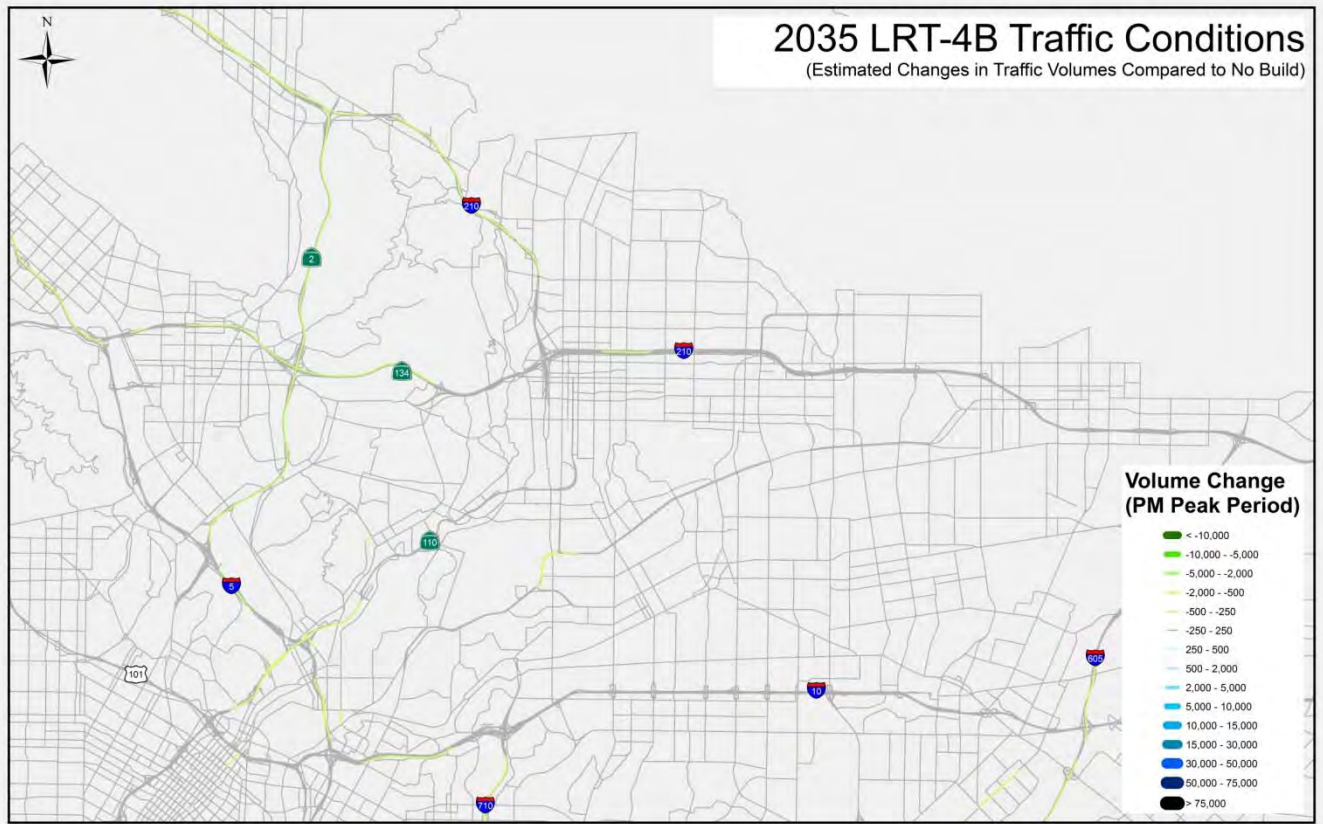 N
2035 LRT-4B Traffic Conditions
(Estimated Changes in Traffic Volumes Compared to No Build)
210
2
210
134
110
5
605
101
10
710
Volume Change
(PM Peak Period)
< -10,000
-10,000 - -5,000
-5,000 - -2,000
-2,000 - -500
-500 - -250
-250 - 250
250 - 500
500 - 2,000
2,000 - 5,000
5,000 - 10,000
10,000 - 15,000
15,000 - 30,000
30,000 - 50,000
50,000 - 75,000
> 75,000